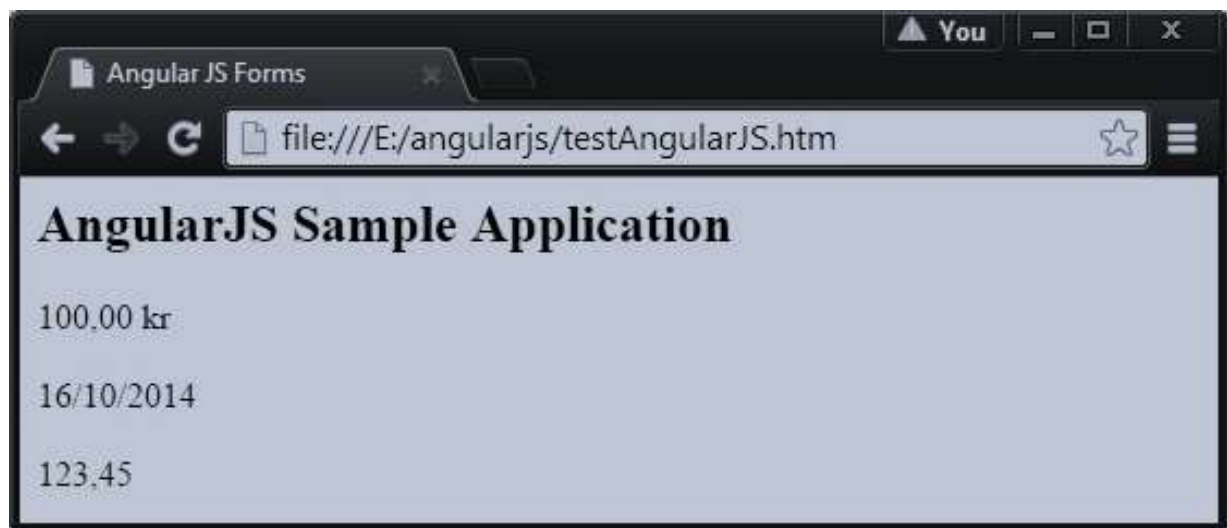 You
Angular JS Forms
file:///E:/angularjs/testAngularJS.htm
AngularJS Sample Application
100,00 kr
16/10/2014
123,45